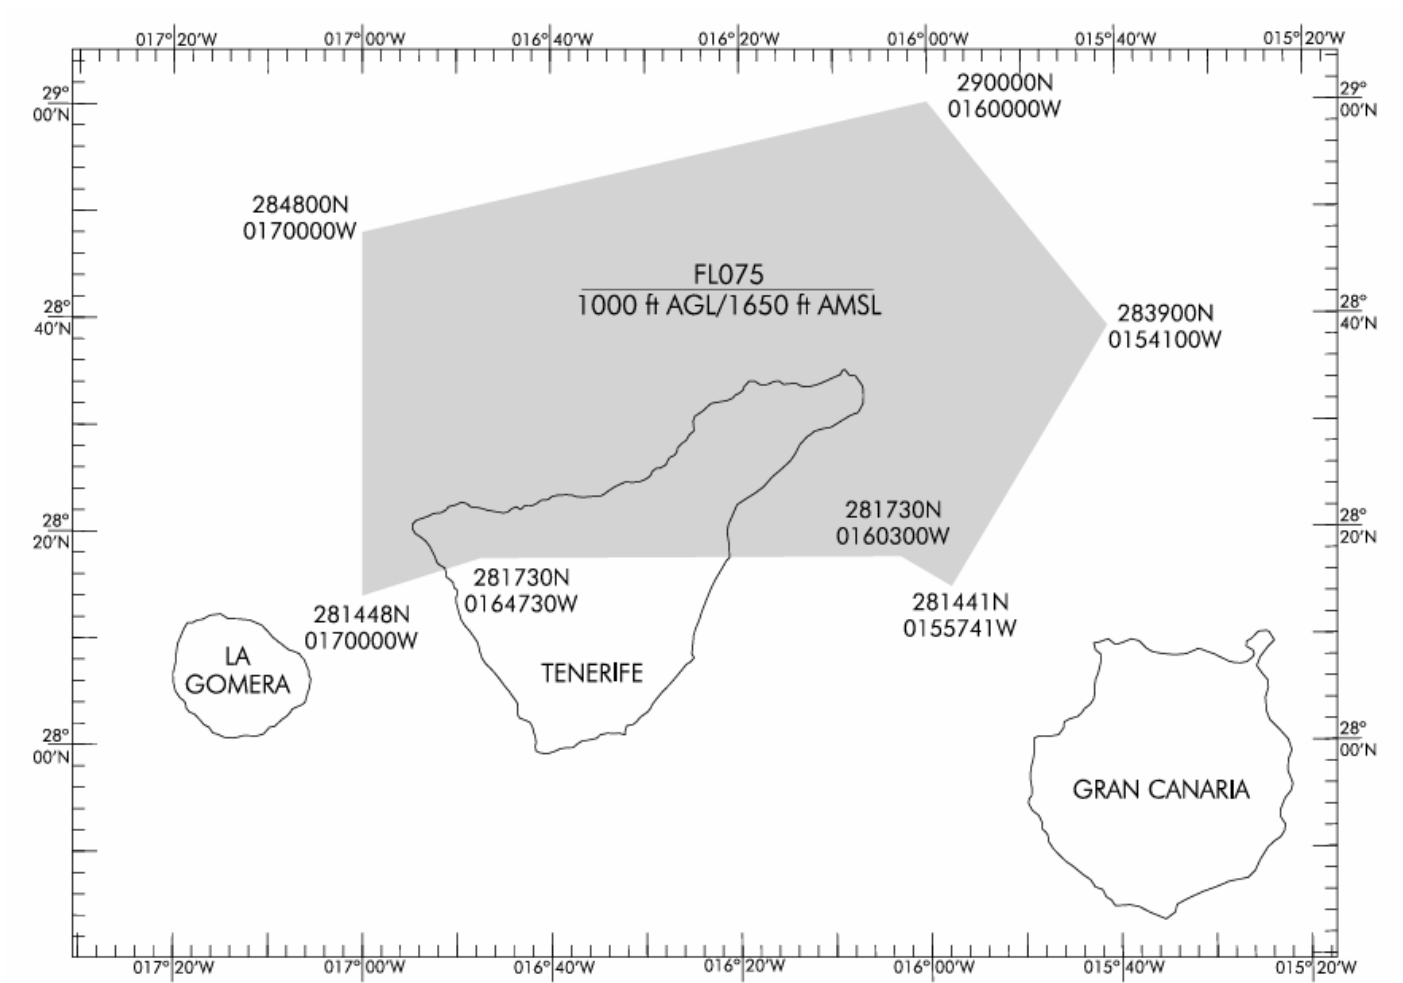 017°20'W 017°00'W 016°40'W 016°20'W 016°00'W 015°40'W 015°20'W
290000N
0160000W
29°
00'N
29°
00'N
284800N
0170000W
FL075
1000 ft AGL/1650 ft AMSL
28°
40'N
283900N
0154100W
28°
40'N
281730N
0160300W
28°
20'N
28°
20'N
281730N
0164730W
281448N
0170000W
281441N
0155741W
LA
GOMERA
TENERIFE
28°
00'N
28°
00'N
GRAN CANARIA
017°20'W 017°00'W 016°40'W 016°20'W 016°00'W 015°40'W 015°20'W